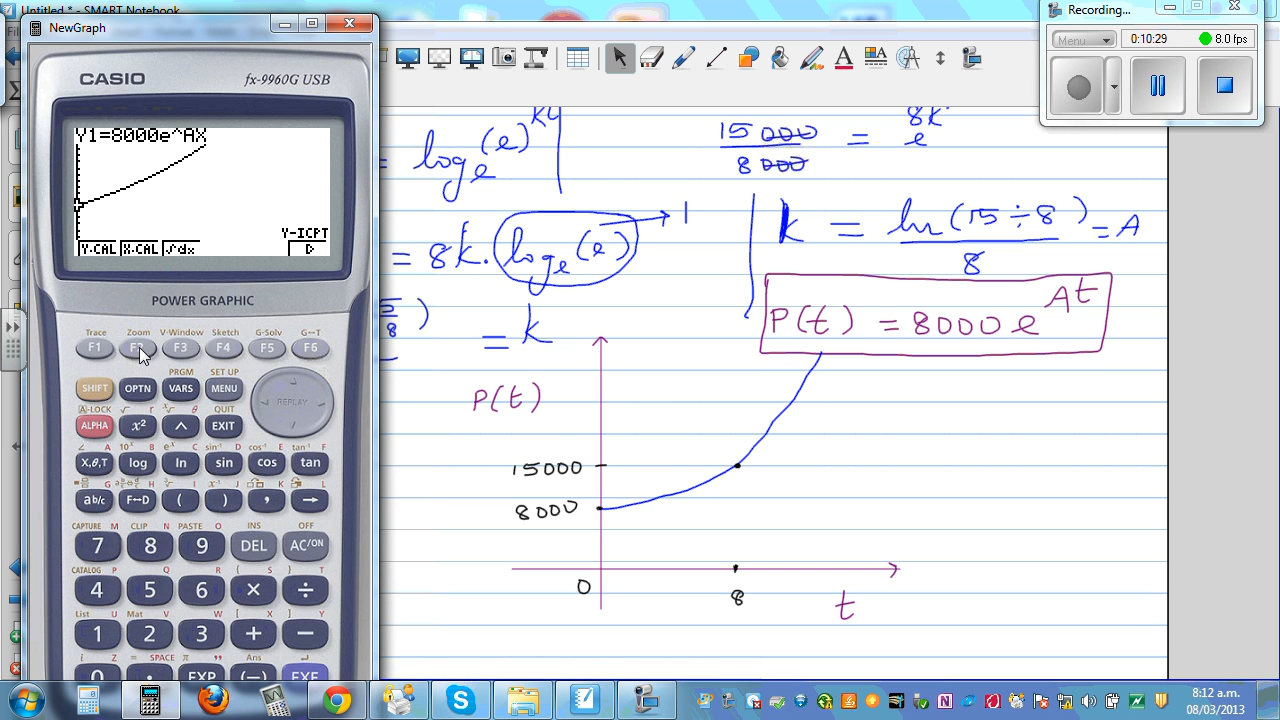 Untitled * - SMART Notebook
NewGraph
Recording...
Menu
0:10:29
8.0 fps
CASIO
fx-9960G USB
Y1=8000e^AX
Y-ICPT
Y-CAL X-CAL ∫dx
POWER GRAPHIC
Trace Zoom V-Window Sketch G-Solv G↔T
F1 F2 F3 F4 F5 F6
PRGM SET UP
SHIFT OPTN VARS MENU
REPLAY
A-LOCK √ r QUIT
ALPHA x² ^ EXIT
X,θ,T log ln sin cos tan
a b/c F↔D ( ) , →
CAPTURE M CLIP N PASTE O INS OFF
7 8 9 DEL AC/ON
CATALOG P Q R S T
4 5 6 × ÷
List U Mat V W X Y
1 2 3 + −
Z SPACE Ans
0 . EXP (−) EXE
= log e (e) k4
= 8k. log e (e) → 1
= k
15000 / 8000 = e^8k
k = ln(15÷8) / 8 = A
P(t) = 8000 e^At
P(t)
15000
8000
0
8
t
8:12 a.m.
08/03/2013